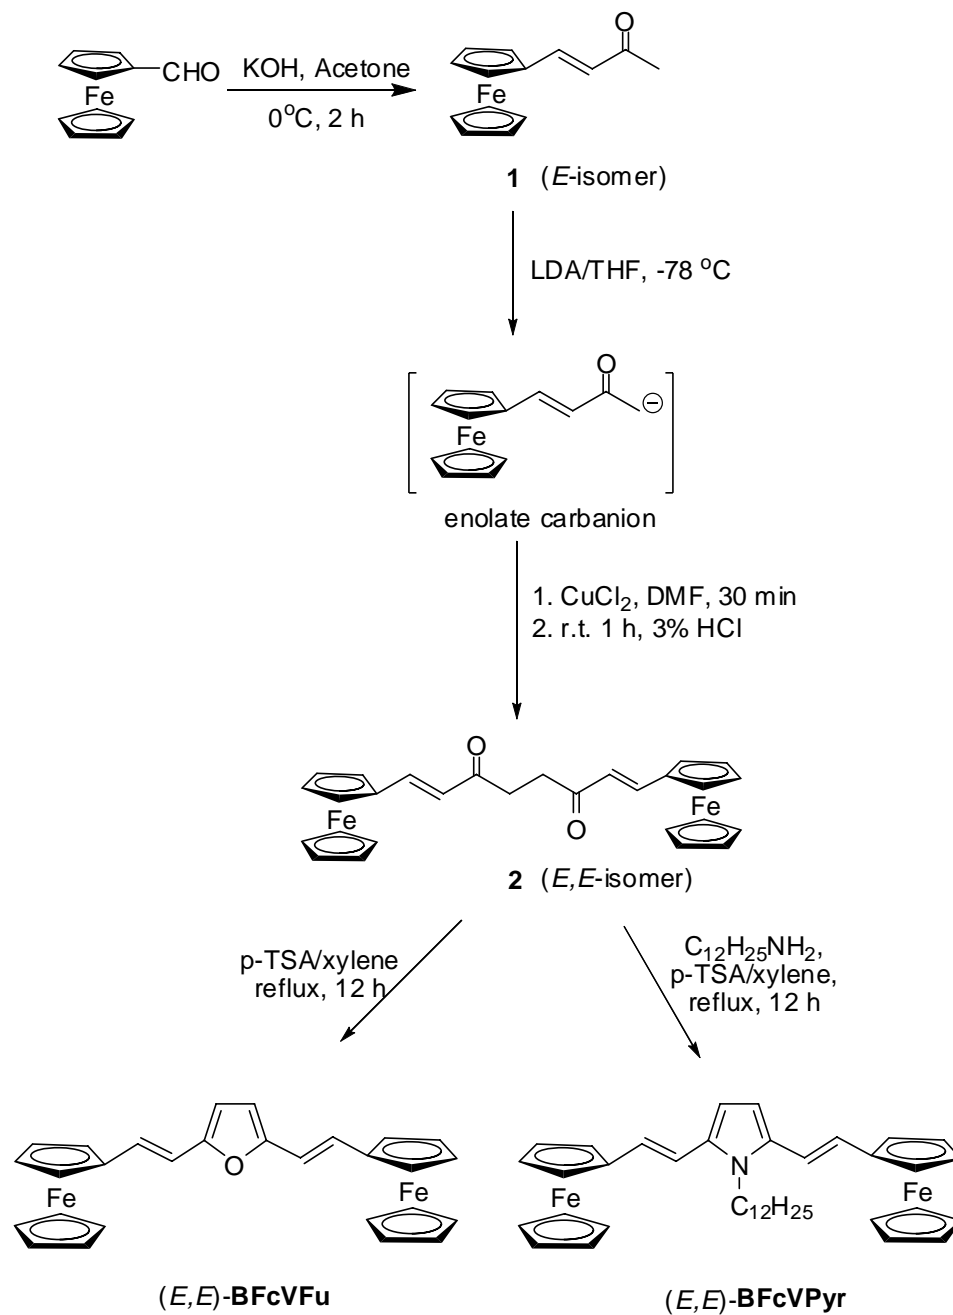 O
CHO
KOH, Acetone
Fe
Fe
0°C, 2 h
1 (E-isomer)
LDA/THF, -78 °C
O
⊖
Fe
enolate carbanion
1. CuCl₂, DMF, 30 min
2. r.t. 1 h, 3% HCl
O
Fe
Fe
O
2 (E,E-isomer)
p-TSA/xylene
reflux, 12 h
C₁₂H₂₅NH₂,
p-TSA/xylene,
reflux, 12 h
O
Fe
Fe
N
C₁₂H₂₅
Fe
Fe
(E,E)-BFcVFu
(E,E)-BFcVPyr